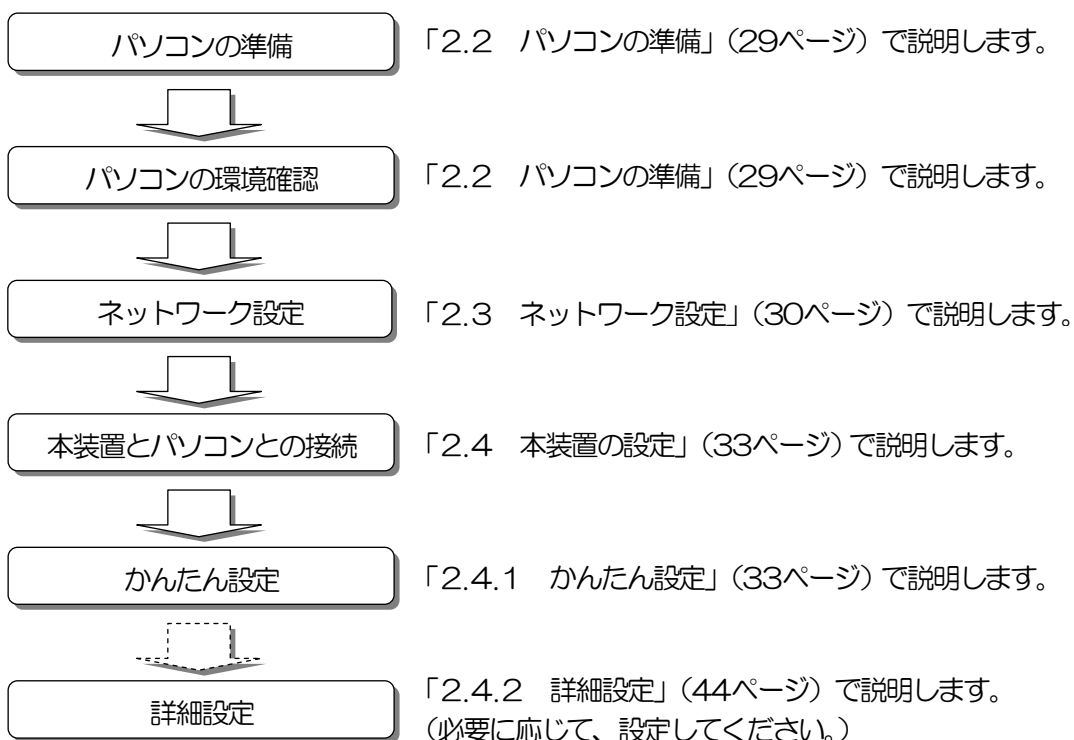 パソコンの準備
「2.2 パソコンの準備」(29ページ)で説明します。
パソコンの環境確認
「2.2 パソコンの準備」(29ページ)で説明します。
ネットワーク設定
「2.3 ネットワーク設定」(30ページ)で説明します。
本装置とパソコンとの接続
「2.4 本装置の設定」(33ページ)で説明します。
かんたん設定
「2.4.1 かんたん設定」(33ページ)で説明します。
詳細設定
「2.4.2 詳細設定」(44ページ)で説明します。
(必要に応じて、設定してください。)